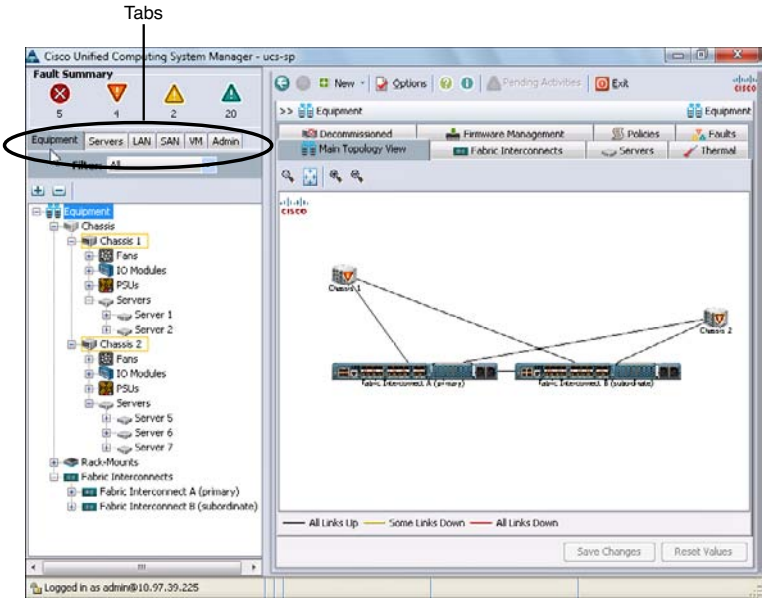 Tabs
Cisco Unified Computing System Manager - ucs-sp
Fault Summary
5 4 2 20
New Options Pending Activities Exit
cisco
>> Equipment Equipment
Equipment Servers LAN SAN VM Admin
Filter: All
Decommissioned Firmware Management Policies Faults
Main Topology View Fabric Interconnects Servers Thermal
Equipment
Chassis
Chassis 1
Fans
IO Modules
PSUs
Servers
Server 1
Server 2
Chassis 2
Fans
IO Modules
PSUs
Servers
Server 5
Server 6
Server 7
Rack-Mounts
Fabric Interconnects
Fabric Interconnect A (primary)
Fabric Interconnect B (subordinate)
CISCO
Chassis 1
Chassis 2
Fabric Interconnect A (primary)
Fabric Interconnect B (subordinate)
All Links Up Some Links Down All Links Down
Save Changes Reset Values
Logged in as admin@10.97.39.225